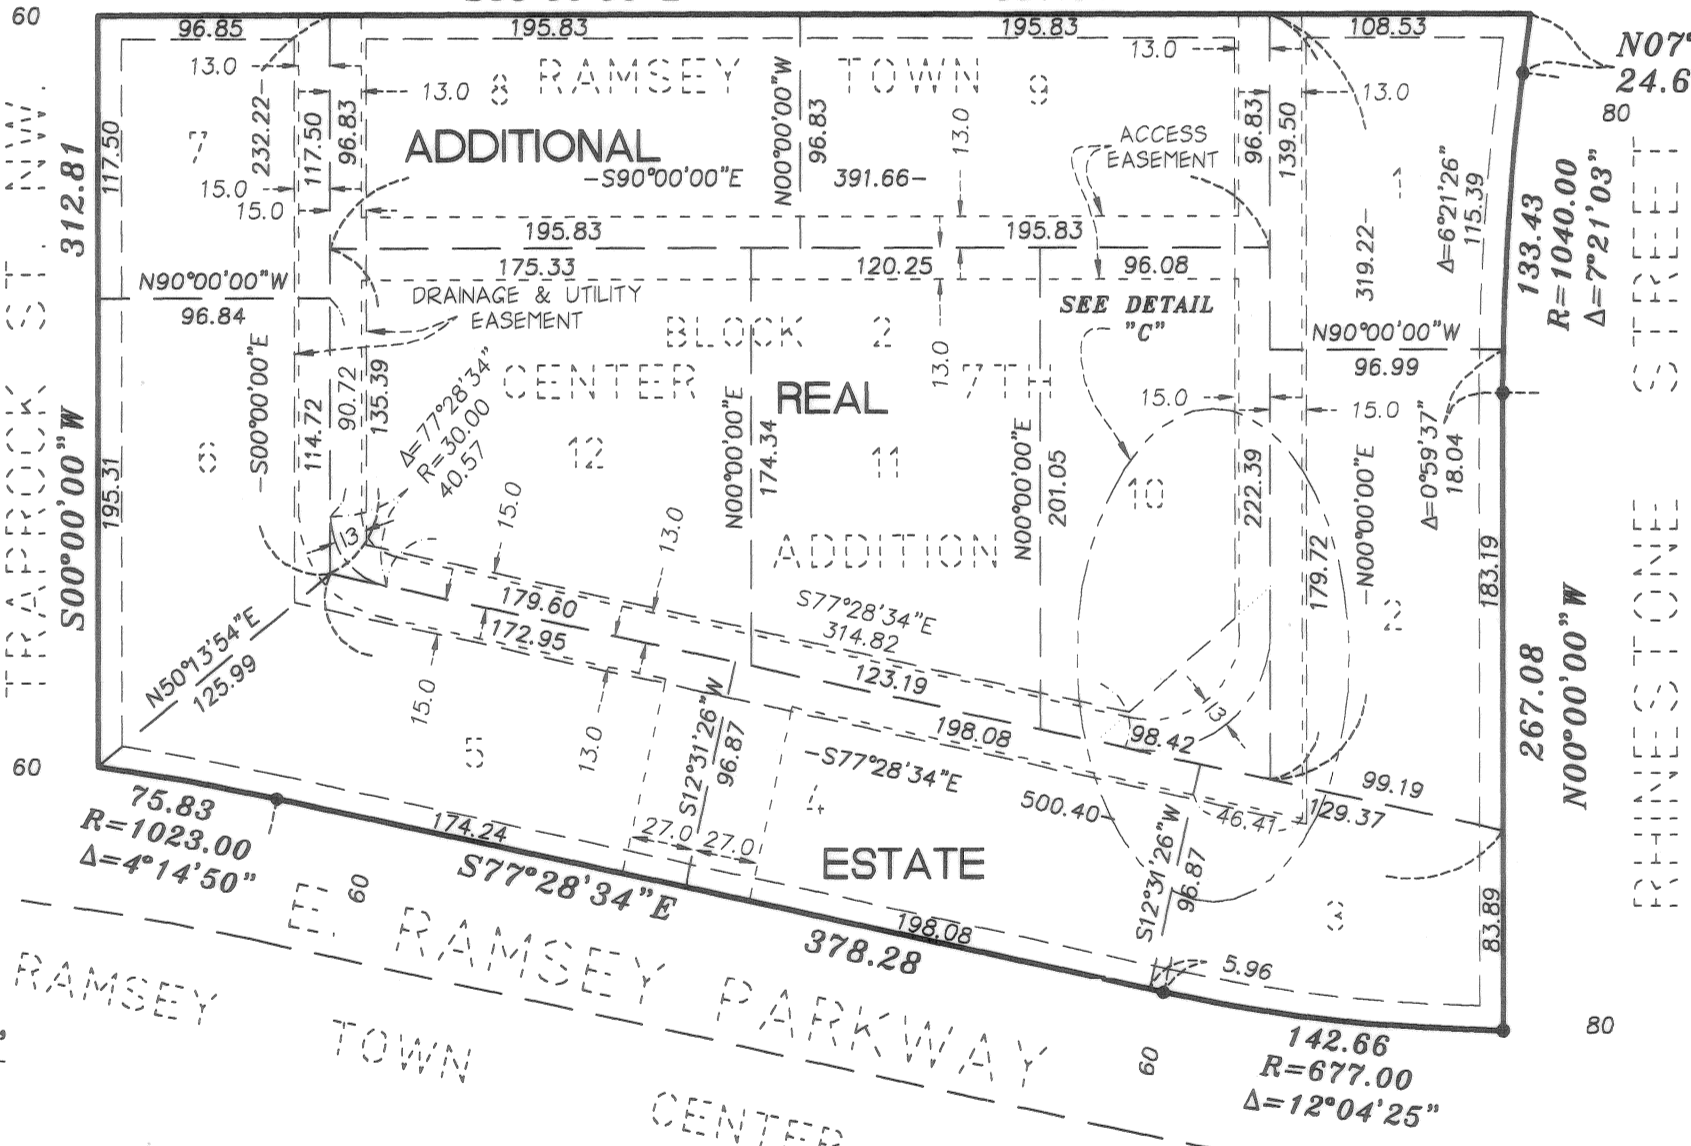 60
96.85
195.83
195.83
108.53
N07°
24.6
13.0
13.0
13.0
13.0
80
8 RAMSEY TOWN 9
7
117.50
232.22
117.50
96.83
ADDITIONAL
N00°00'00"W
96.83
13.0
ACCESS
EASEMENT
96.83
139.50
1
Δ=6°21'26"
115.39
133.43
R=1040.00
Δ=7°21'03"
312.81
15.0
15.0
S90°00'00"E 391.66
195.83
195.83
319.22
175.33
120.25
96.08
N90°00'00"W
96.84
DRAINAGE & UTILITY
EASEMENT
SEE DETAIL
"C"
BLOCK 2
N90°00'00"W
96.99
TRAPROCK ST. NW.
S00°00'00"W
195.31
6
S00°00'00"E
114.72
90.72
135.39
Δ=77°28'34"
R=30.00
40.57
CENTER
7TH
REAL
13.0
15.0
15.0
Δ=0°59'37"
18.04
12
11
10
N00°00'00"E
174.34
N00°00'00"E
201.05
222.39
179.72
N00°00'00"E
183.19
RHINESTONE STREET
13
15.0
13.0
ADDITION
S77°28'34"E
314.82
179.60
172.95
2
N50°13'54"E
125.99
15.0
13.0
123.19
198.08
98.42
13
267.08
N00°00'00"W
5
S12°31'26"W
96.87
S77°28'34"E
500.40
4
99.19
129.37
46.41
60
75.83
R=1023.00
Δ=4°14'50"
174.24
27.0
27.0
ESTATE
S12°31'26"W
96.87
3
83.89
S77°28'34"E
198.08
378.28
5.96
60
E. RAMSEY PARKWAY
60
80
142.66
R=677.00
Δ=12°04'25"
RAMSEY
TOWN
CENTER